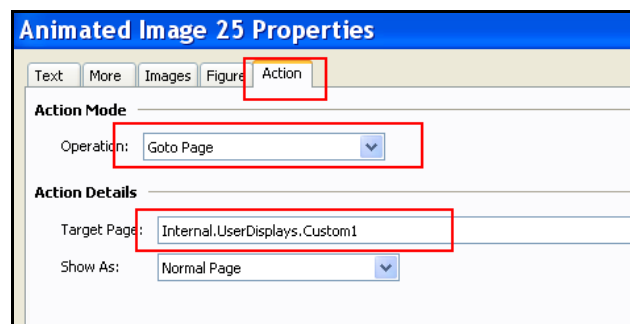 Animated Image 25 Properties
Text More Images Figure Action
Action Mode
Operation: Goto Page
Action Details
Target Page: Internal.UserDisplays.Custom1
Show As: Normal Page